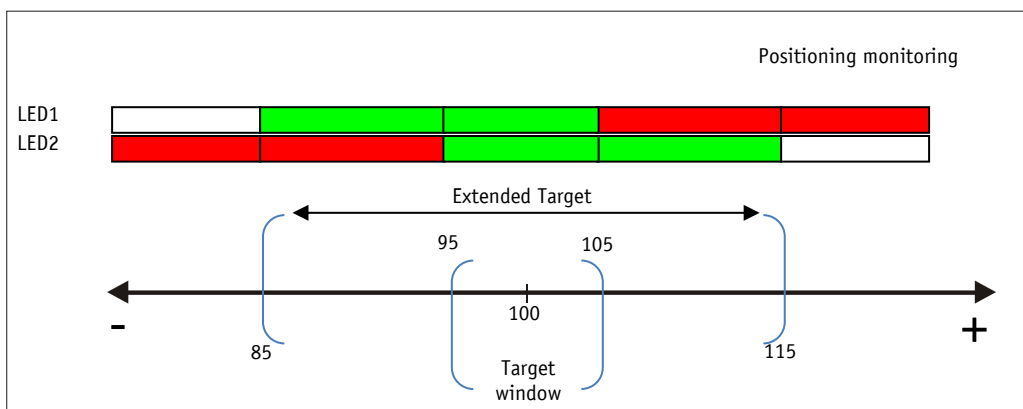 Positioning monitoring
LED1
LED2
Extended Target
95
105
100
-
+
85
115
Target
window